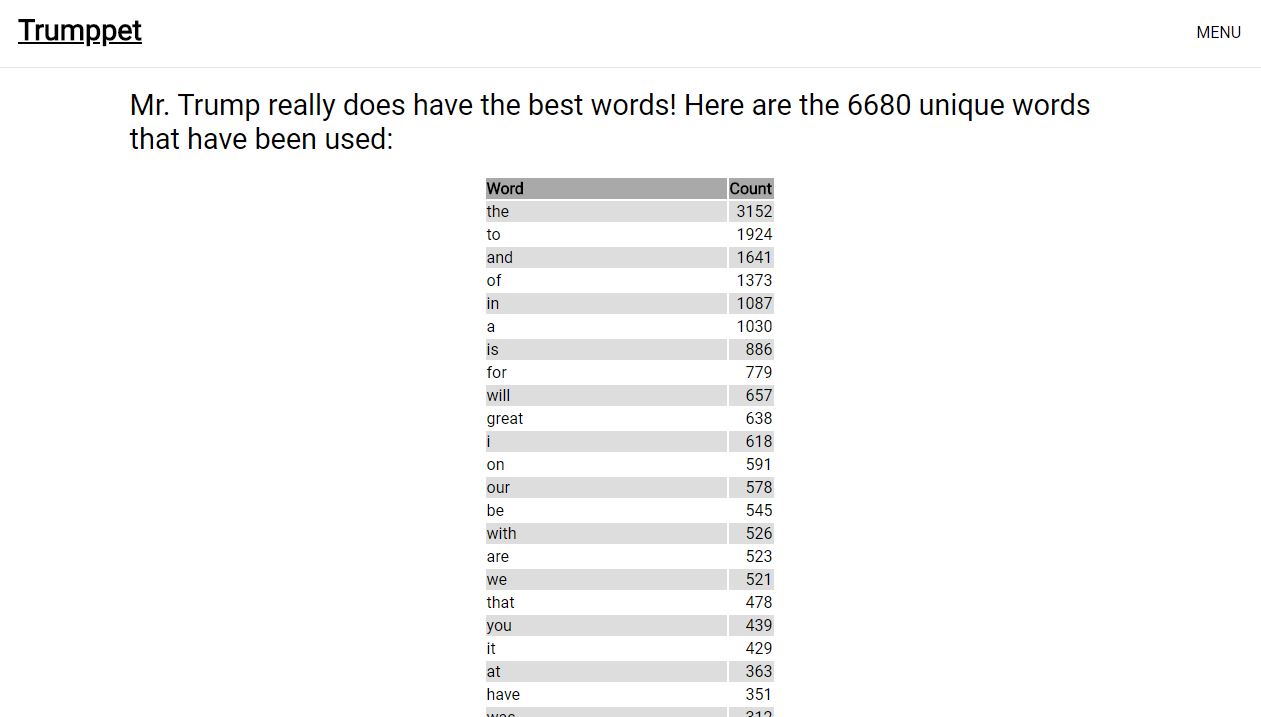 Trumppet
MENU
Mr. Trump really does have the best words! Here are the 6680 unique words
that have been used:
Word Count
the 3152
to 1924
and 1641
of 1373
in 1087
a 1030
is 886
for 779
will 657
great 638
i 618
on 591
our 578
be 545
with 526
are 523
we 521
that 478
you 439
it 429
at 363
have 351
was 312